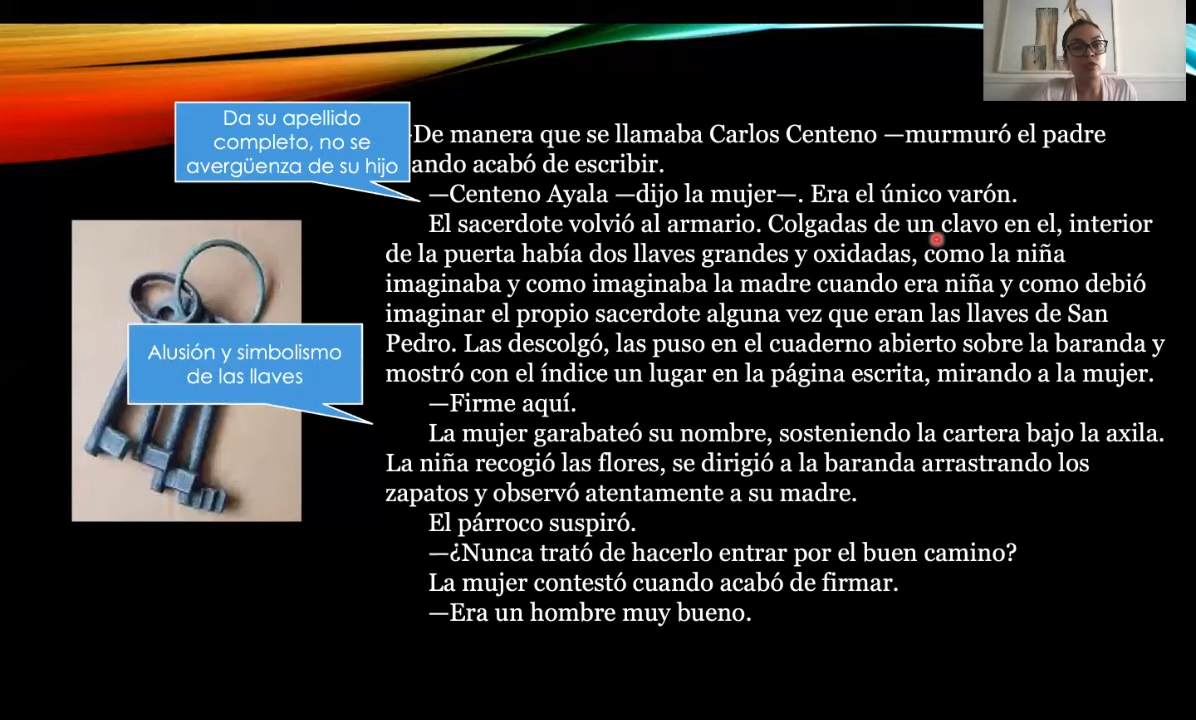 Da su apellido
completo, no se
avergüenza de su hijo
De manera que se llamaba Carlos Centeno —murmuró el padre
ando acabó de escribir.
—Centeno Ayala —dijo la mujer—. Era el único varón.
El sacerdote volvió al armario. Colgadas de un clavo en el, interior
de la puerta había dos llaves grandes y oxidadas, como la niña
imaginaba y como imaginaba la madre cuando era niña y como debió
imaginar el propio sacerdote alguna vez que eran las llaves de San
Pedro. Las descolgó, las puso en el cuaderno abierto sobre la baranda y
mostró con el índice un lugar en la página escrita, mirando a la mujer.
—Firme aquí.
La mujer garabateó su nombre, sosteniendo la cartera bajo la axila.
La niña recogió las flores, se dirigió a la baranda arrastrando los
zapatos y observó atentamente a su madre.
El párroco suspiró.
—¿Nunca trató de hacerlo entrar por el buen camino?
La mujer contestó cuando acabó de firmar.
—Era un hombre muy bueno.
Alusión y simbolismo
de las llaves